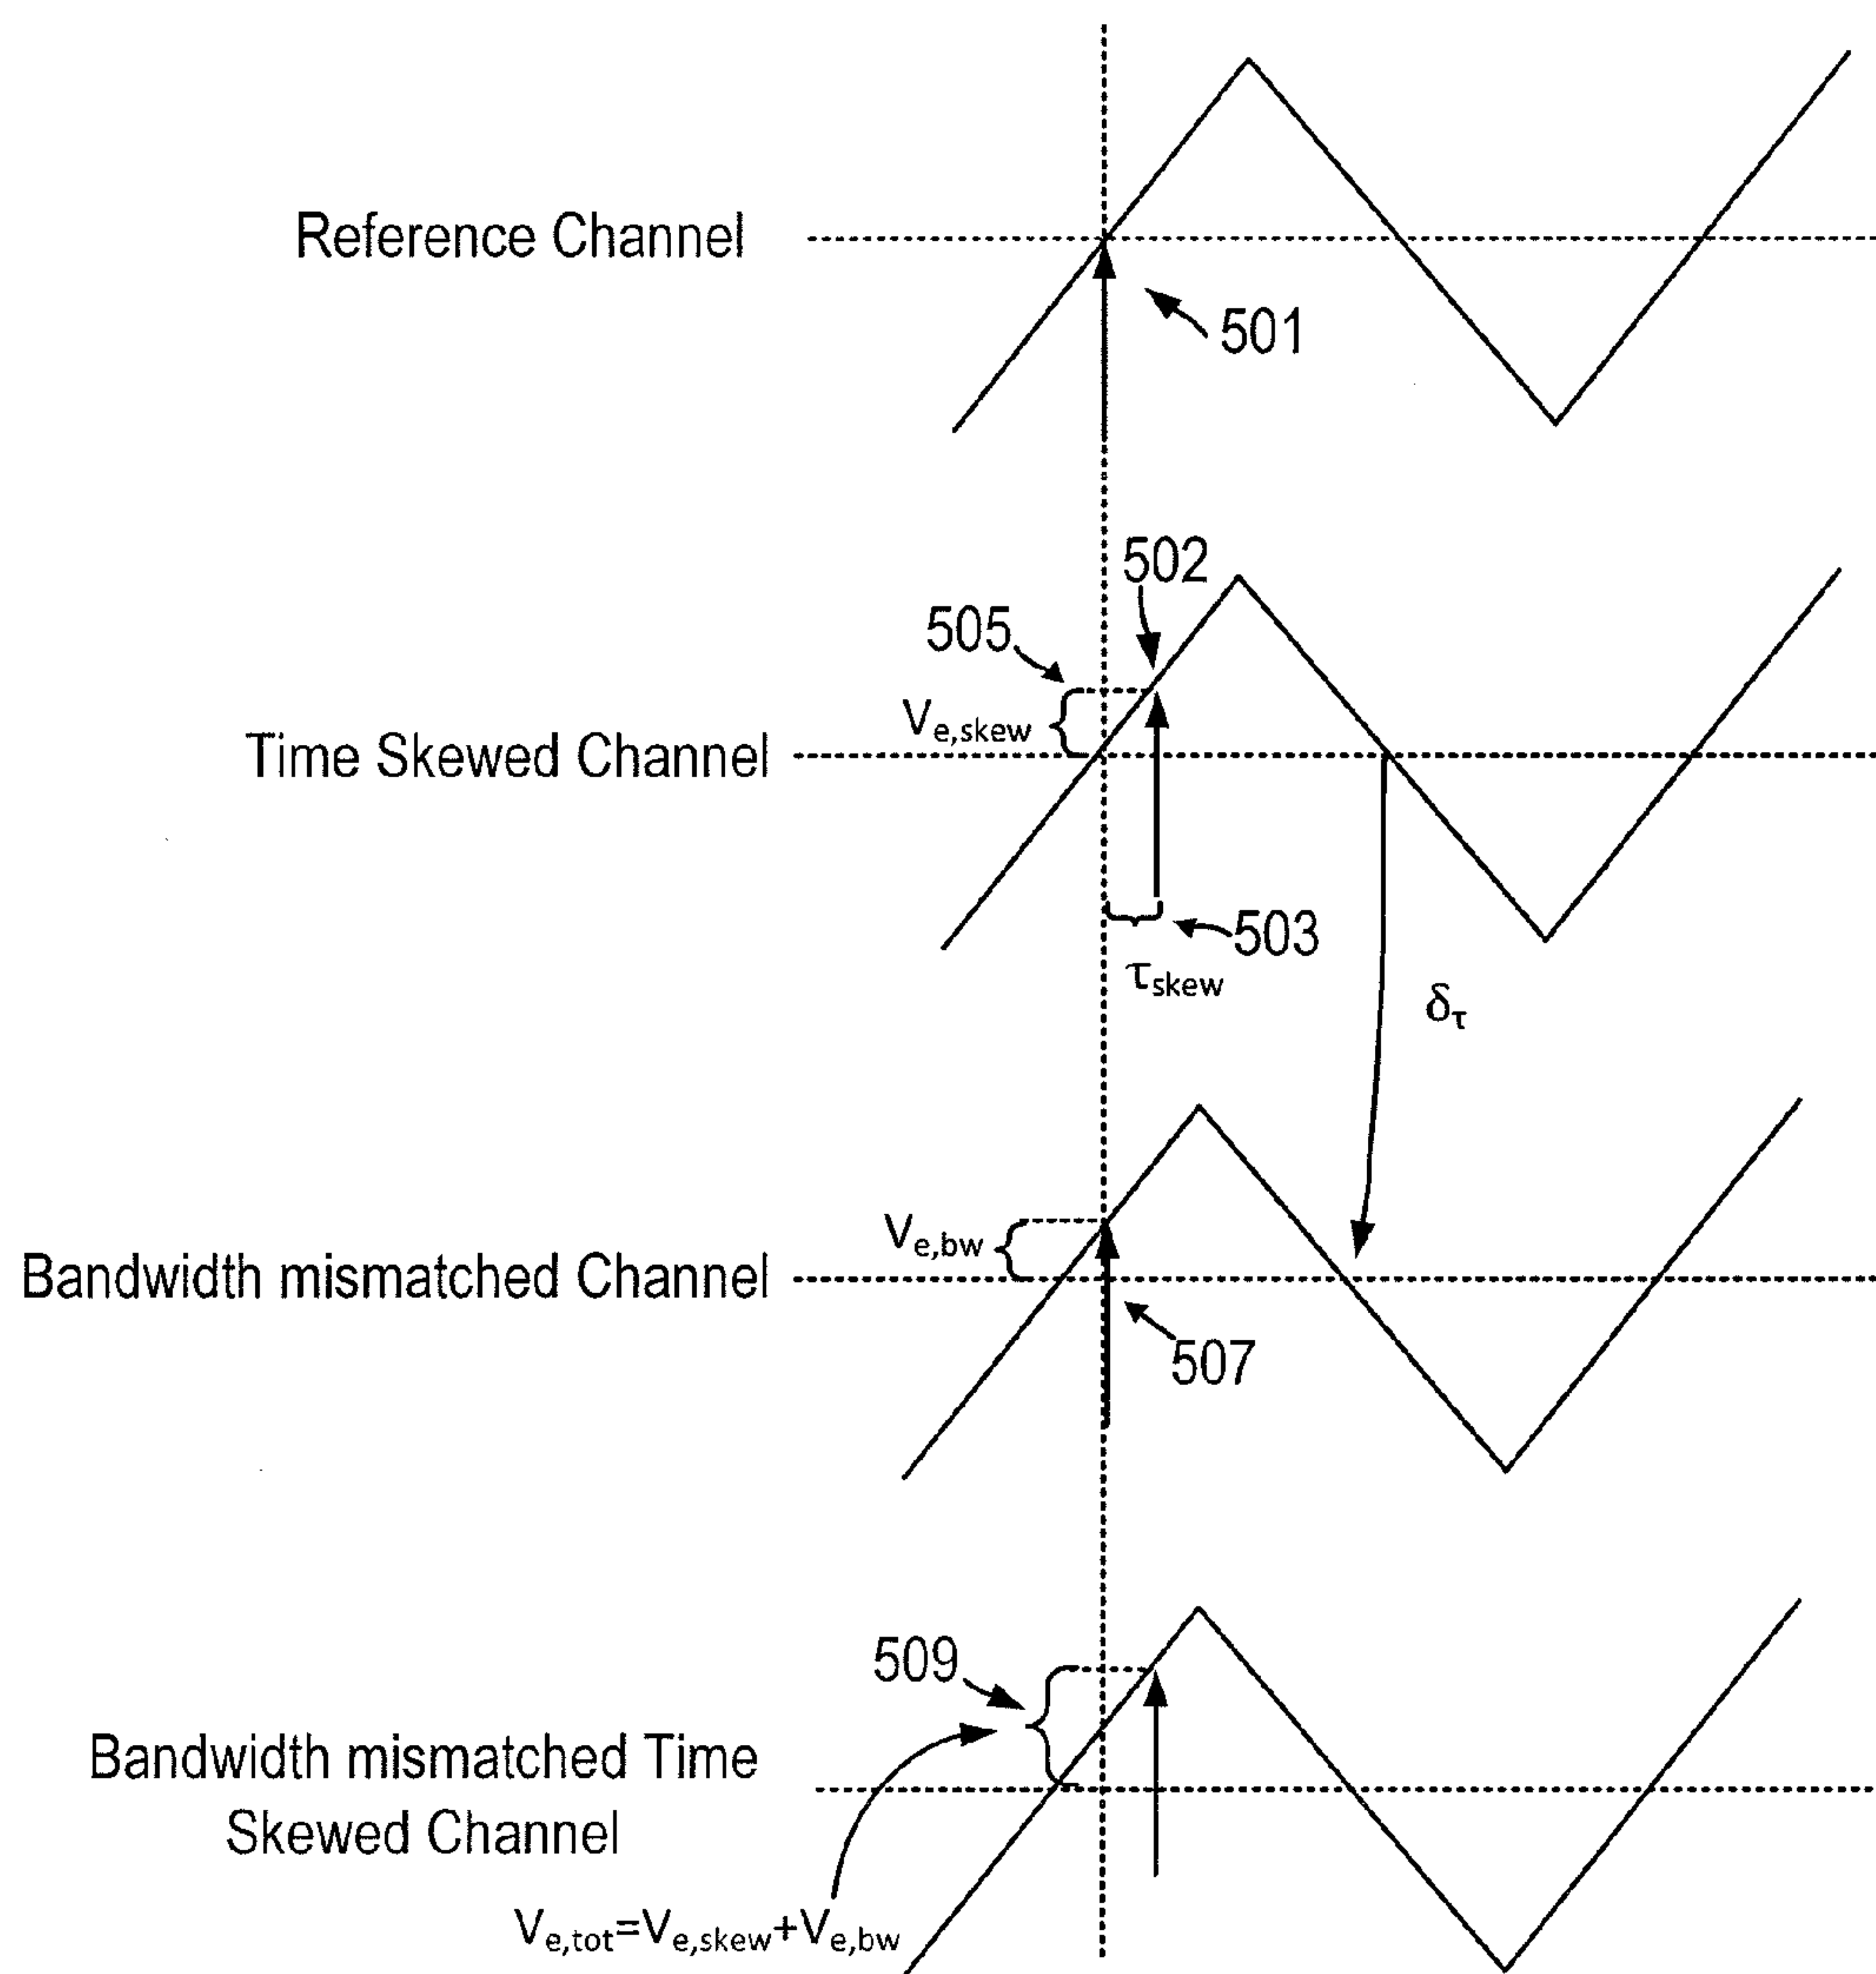 Reference Channel
501
502
505
Ve,skew
Time Skewed Channel
503
τskew
δτ
Ve,bw
Bandwidth mismatched Channel
507
509
Bandwidth mismatched Time
Skewed Channel
Ve,tot=Ve,skew+Ve,bw